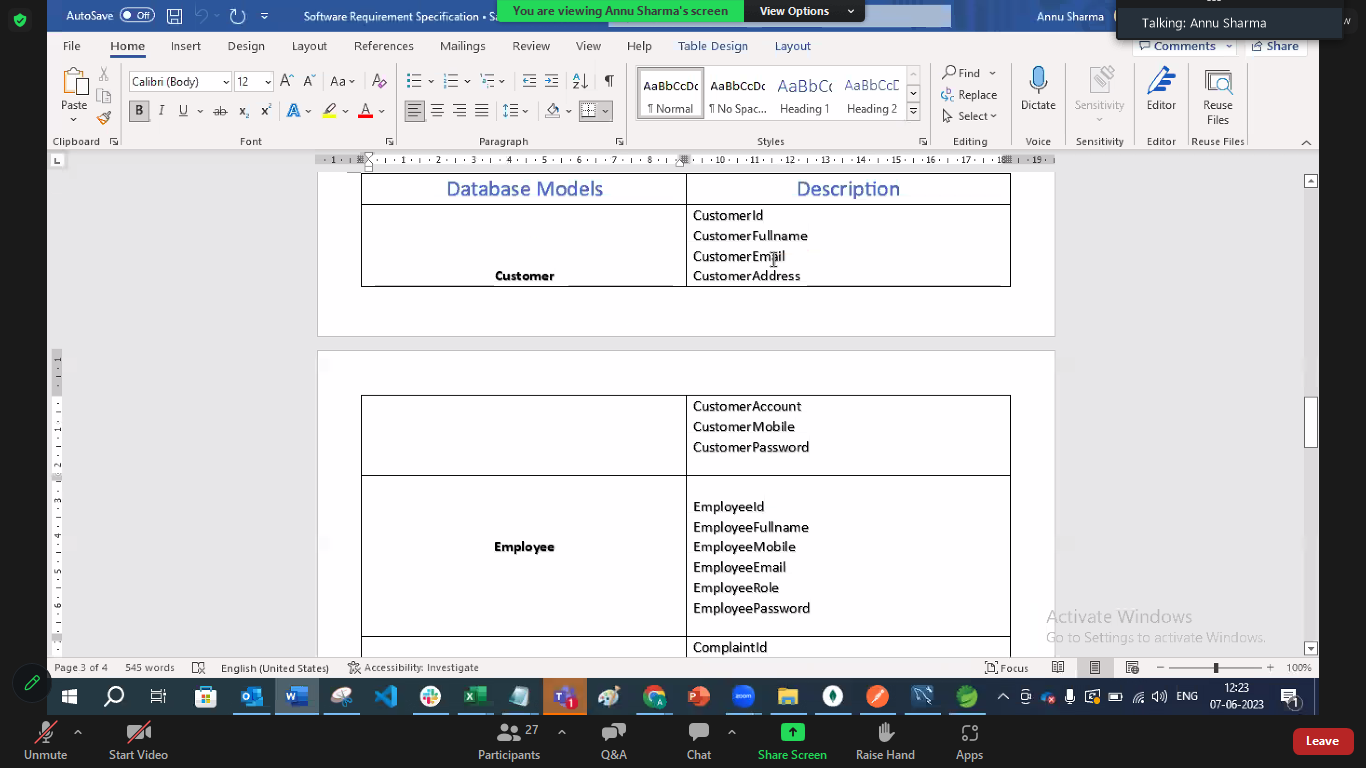 AutoSave Off
Software Requirement Specification
You are viewing Annu Sharma's screen View Options
Annu Sharma
Talking: Annu Sharma
File Home Insert Design Layout References Mailings Review View Help Table Design Layout
Comments Share
Paste
Calibri (Body) 12
AaBbCcDc AaBbCcDc AaBbCc AaBbCcE
¶ Normal ¶ No Spac... Heading 1 Heading 2
Find
Replace
Select
Dictate
Sensitivity
Editor
Reuse Files
Clipboard Font Paragraph Styles Editing Voice Sensitivity Editor Reuse Files
Database Models Description
Customer
CustomerId
CustomerFullname
CustomerEmail
CustomerAddress
CustomerAccount
CustomerMobile
CustomerPassword
Employee
EmployeeId
EmployeeFullname
EmployeeMobile
EmployeeEmail
EmployeeRole
EmployeePassword
ComplaintId
Activate Windows
Go to Settings to activate Windows.
Page 3 of 4 545 words English (United States) Accessibility: Investigate Focus 100%
ENG
12:23
07-06-2023
Unmute Start Video Participants 27 Q&A Chat Share Screen Raise Hand Apps Leave